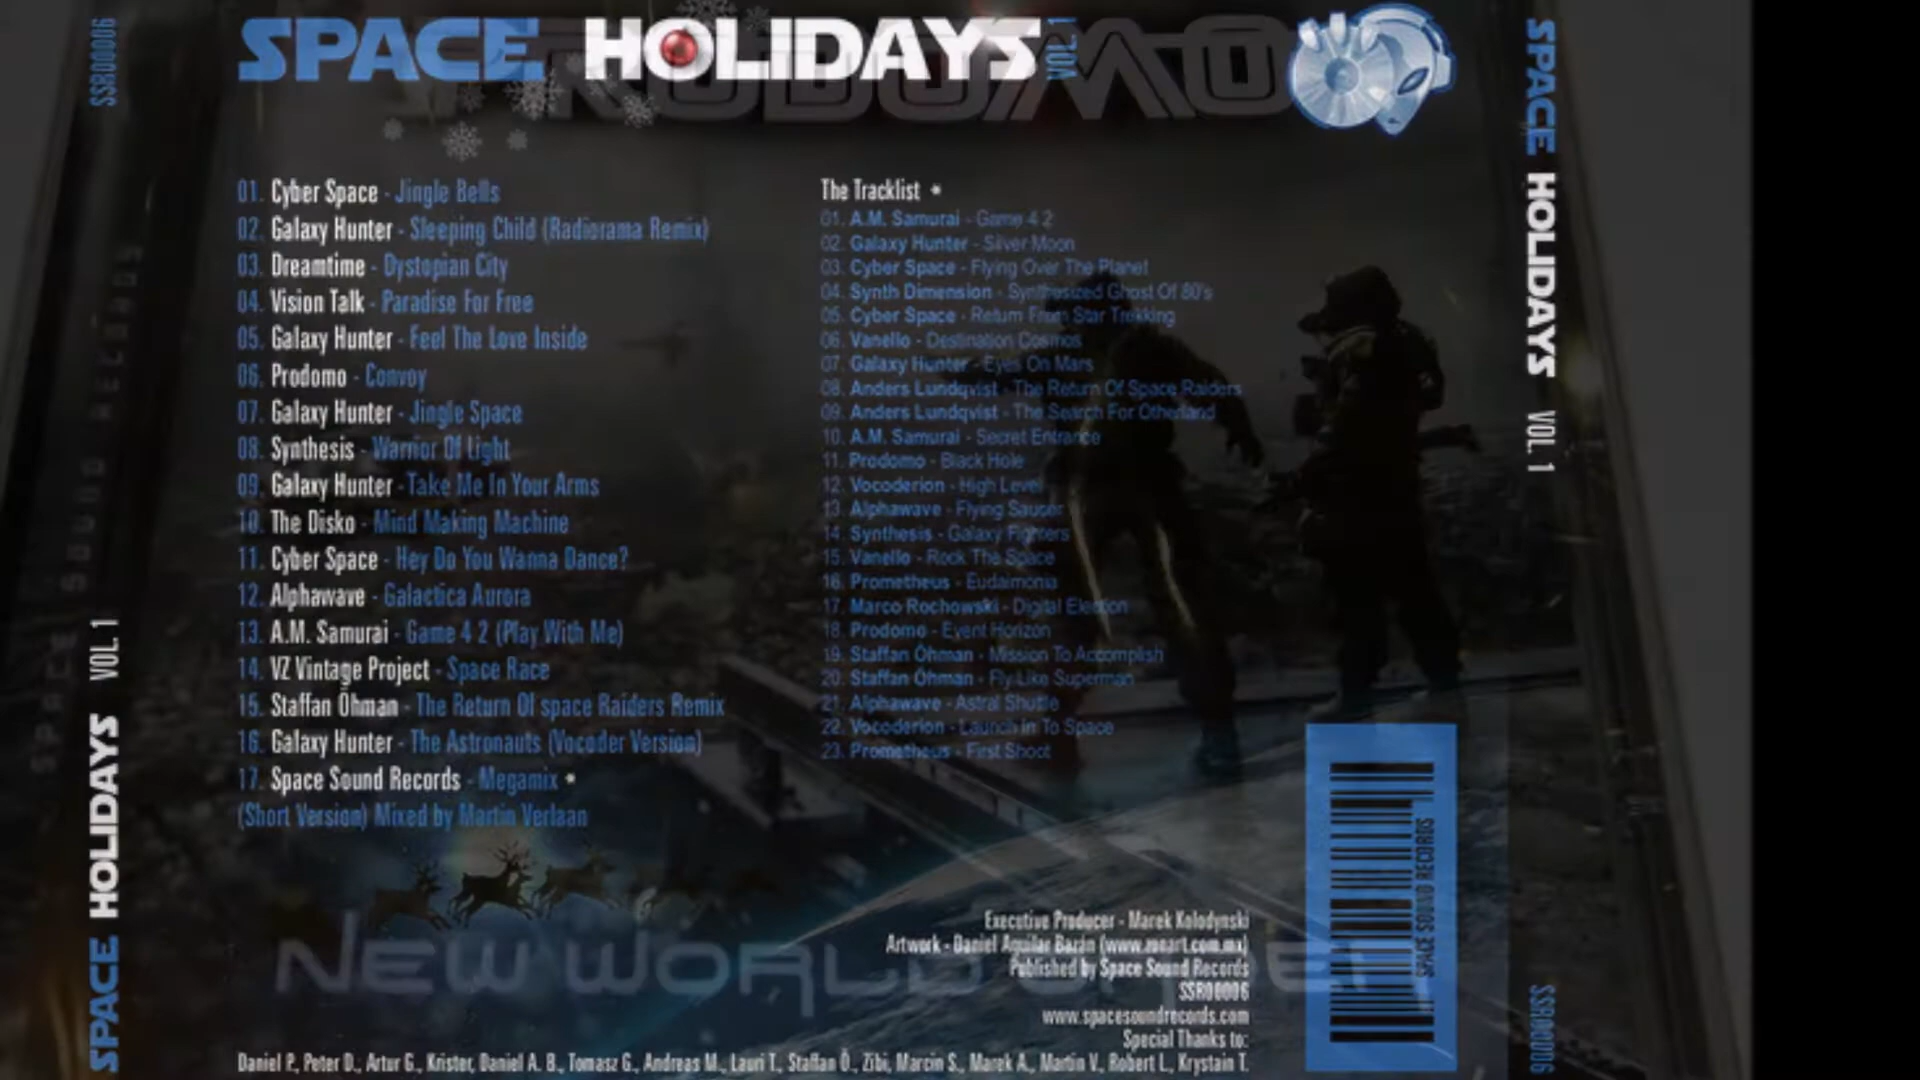 SSR00006
SPACE HOLIDAYS VOL.1
PRODOMO
01. Cyber Space - Jingle Bells
02. Galaxy Hunter - Sleeping Child (Radiorama Remix)
03. Dreamtime - Dystopian City
04. Vision Talk - Paradise For Free
05. Galaxy Hunter - Feel The Love Inside
06. Prodomo - Convoy
07. Galaxy Hunter - Jingle Space
08. Synthesis - Warrior Of Light
09. Galaxy Hunter - Take Me In Your Arms
10. The Disko - Mind Making Machine
11. Cyber Space - Hey Do You Wanna Dance?
12. Alphawave - Galactica Aurora
13. A.M. Samurai - Game 4 2 (Play With Me)
14. VZ Vintage Project - Space Race
15. Staffan Öhman - The Return Of space Raiders Remix
16. Galaxy Hunter - The Astronauts (Vocoder Version)
17. Space Sound Records - Megamix *
(Short Version) Mixed by Martin Verlaan
The Tracklist *
01. A.M. Samurai - Game 4 2
02. Galaxy Hunter - Silver Moon
03. Cyber Space - Flying Over The Planet
04. Synth Dimension - Synthesized Ghost Of 80's
05. Cyber Space - Return From Star Trekking
06. Vanello - Destination Cosmos
07. Galaxy Hunter - Eyes On Mars
08. Anders Lundqvist - The Return Of Space Raiders
09. Anders Lundqvist - The Search For Otherland
10. A.M. Samurai - Secret Entrance
11. Prodomo - Black Hole
12. Vocoderion - High Level
13. Alphawave - Flying Saucer
14. Synthesis - Galaxy Fighters
15. Vanello - Rock The Space
16. Prometheus - Eudaimonia
17. Marco Rochowski - Digital Election
18. Prodomo - Event Horizon
19. Staffan Öhman - Mission To Accomplish
20. Staffan Öhman - Fly Like Superman
21. Alphawave - Astral Shuttle
22. Vocoderion - Launch In To Space
23. Prometheus - First Shoot
NEW WORLD
Executive Producer - Marek Kolodynski
Artwork - Daniel Aguilar Bazán (www.zonart.com.mx)
Published by Space Sound Records
SSR00006
www.spacesoundrecords.com
Special Thanks to:
Daniel P., Peter D., Artur G., Krister, Daniel A. B., Tomasz G., Andreas M., Lauri T., Staffan Ö., Zibi, Marcin S., Marek A., Martin V., Robert L., Krystain T.
SPACE SOUND RECORDS
SPACE HOLIDAYS VOL.1
SPACE SOUND RECORDS
SPACE HOLIDAYS VOL.1
SSR00006